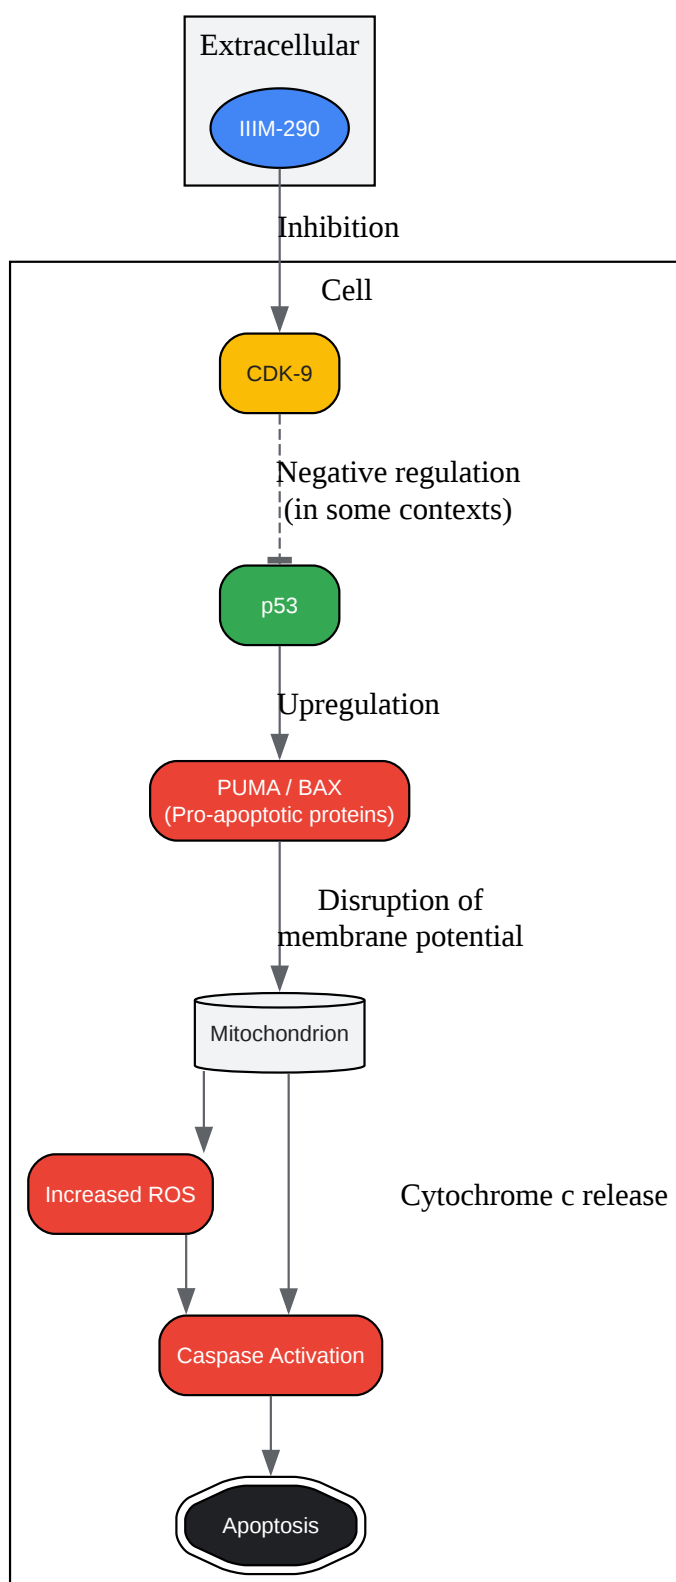 Extracellular
IIIM-290
Inhibition
Cell
CDK-9
Negative regulation
(in some contexts)
p53
Upregulation
PUMA / BAX
(Pro-apoptotic proteins)
Disruption of
membrane potential
Mitochondrion
Increased ROS
Cytochrome c release
Caspase Activation
Apoptosis